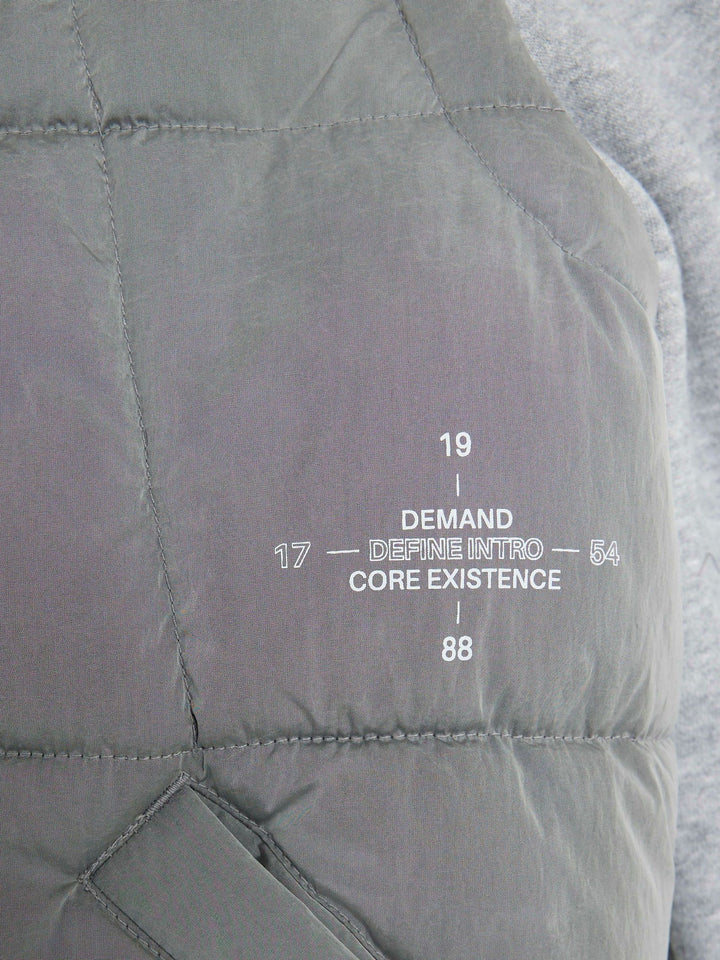 19
DEMAND
17 — DEFINE INTRO — 54
CORE EXISTENCE
88